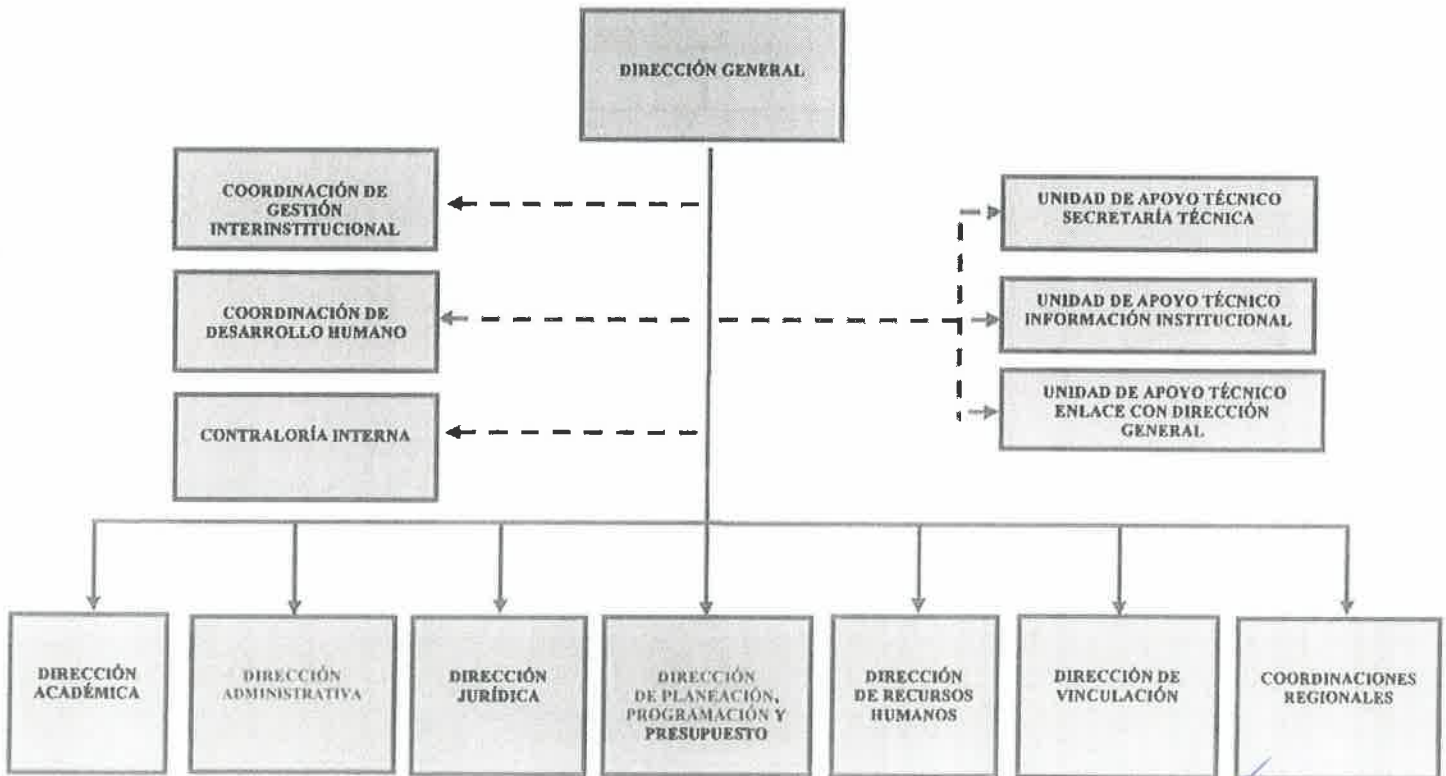 DIRECCIÓN GENERAL
COORDINACIÓN DE
GESTIÓN
INTERINSTITUCIONAL
COORDINACIÓN DE
DESARROLLO HUMANO
CONTRALORÍA INTERNA
UNIDAD DE APOYO TÉCNICO
SECRETARÍA TÉCNICA
UNIDAD DE APOYO TÉCNICO
INFORMACIÓN INSTITUCIONAL
UNIDAD DE APOYO TÉCNICO
ENLACE CON DIRECCIÓN
GENERAL
DIRECCIÓN
ACADÉMICA
DIRECCIÓN
ADMINISTRATIVA
DIRECCIÓN
JURÍDICA
DIRECCIÓN
DE PLANEACIÓN,
PROGRAMACIÓN Y
PRESUPUESTO
DIRECCIÓN
DE RECURSOS
HUMANOS
DIRECCIÓN DE
VINCULACIÓN
COORDINACIONES
REGIONALES